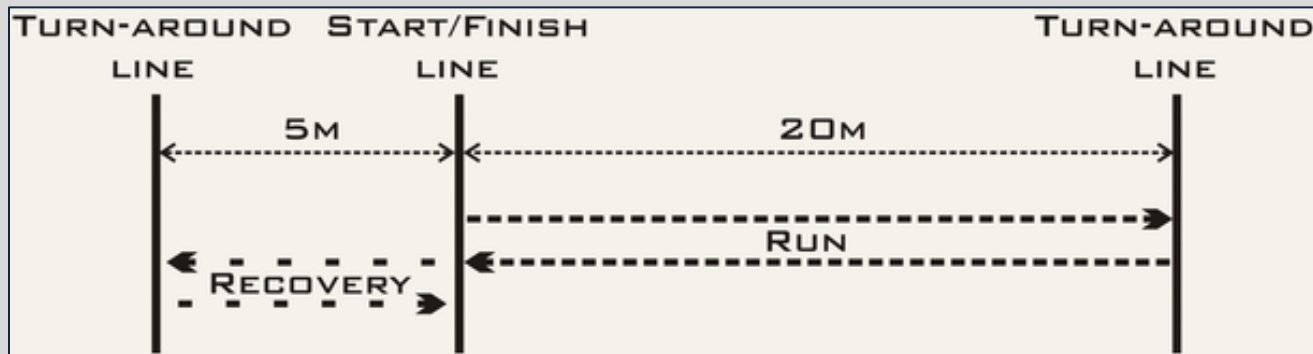 TURN-AROUND START/FINISH TURN-AROUND
LINE LINE LINE
5M 20M
RUN
RECOVERY